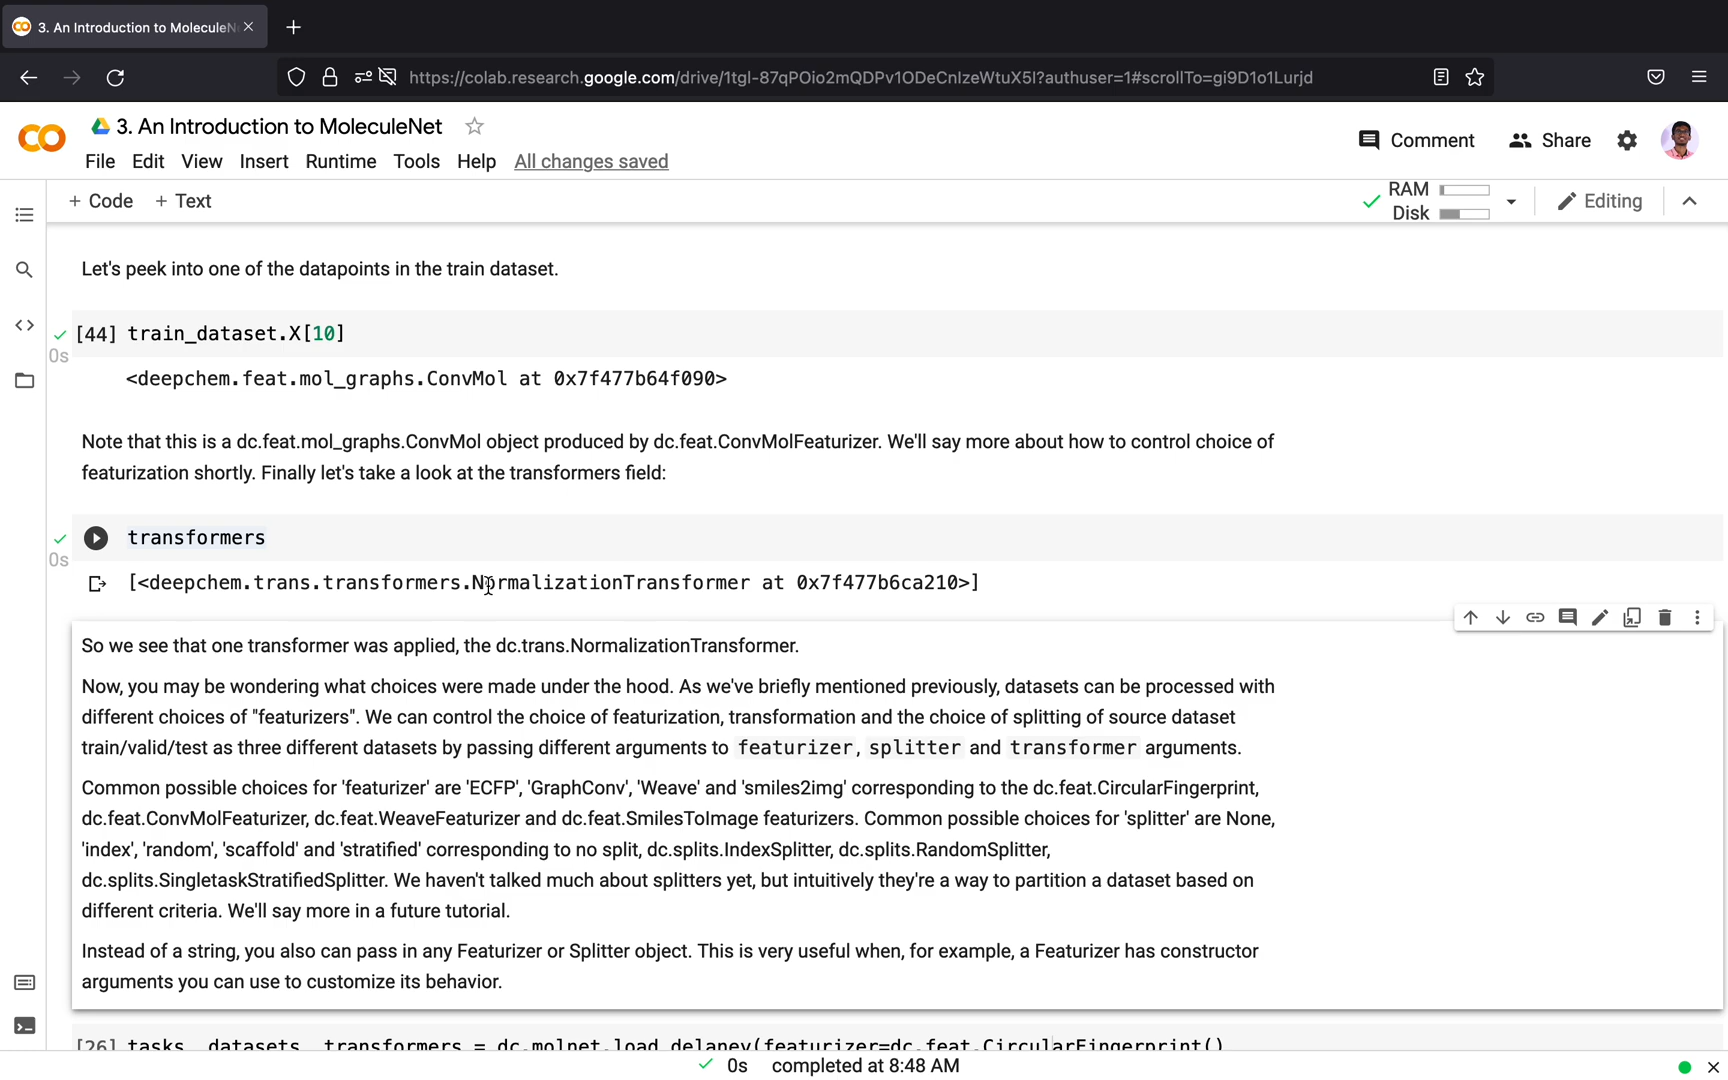 3. An Introduction to MoleculeN
https://colab.research.google.com/drive/1tgl-87qPOio2mQDPv1ODeCnIzeWtuX5l?authuser=1#scrollTo=gi9D1o1Lurjd
3. An Introduction to MoleculeNet
Comment
Share
File Edit View Insert Runtime Tools Help All changes saved
+ Code + Text
RAM
Disk
Editing
Let's peek into one of the datapoints in the train dataset.
[44] train_dataset.X[10]
0s
<deepchem.feat.mol_graphs.ConvMol at 0x7f477b64f090>
Note that this is a dc.feat.mol_graphs.ConvMol object produced by dc.feat.ConvMolFeaturizer. We'll say more about how to control choice of
featurization shortly. Finally let's take a look at the transformers field:
transformers
0s
[<deepchem.trans.transformers.NormalizationTransformer at 0x7f477b6ca210>]
So we see that one transformer was applied, the dc.trans.NormalizationTransformer.
Now, you may be wondering what choices were made under the hood. As we've briefly mentioned previously, datasets can be processed with
different choices of "featurizers". We can control the choice of featurization, transformation and the choice of splitting of source dataset
train/valid/test as three different datasets by passing different arguments to featurizer, splitter and transformer arguments.
Common possible choices for 'featurizer' are 'ECFP', 'GraphConv', 'Weave' and 'smiles2img' corresponding to the dc.feat.CircularFingerprint,
dc.feat.ConvMolFeaturizer, dc.feat.WeaveFeaturizer and dc.feat.SmilesToImage featurizers. Common possible choices for 'splitter' are None,
'index', 'random', 'scaffold' and 'stratified' corresponding to no split, dc.splits.IndexSplitter, dc.splits.RandomSplitter,
dc.splits.SingletaskStratifiedSplitter. We haven't talked much about splitters yet, but intuitively they're a way to partition a dataset based on
different criteria. We'll say more in a future tutorial.
Instead of a string, you also can pass in any Featurizer or Splitter object. This is very useful when, for example, a Featurizer has constructor
arguments you can use to customize its behavior.
[26] tasks, datasets, transformers = dc.molnet.load_delaney(featurizer=dc.feat.CircularFingerprint()
0s completed at 8:48 AM